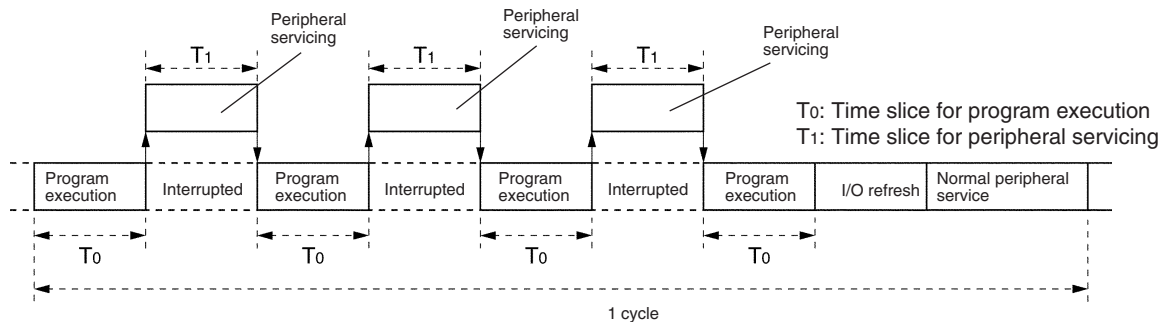 Peripheral
servicing
Peripheral
servicing
Peripheral
servicing
T1
T1
T1
T0: Time slice for program execution
T1: Time slice for peripheral servicing
Program
execution
Interrupted
Program
execution
Interrupted
Program
execution
Interrupted
Program
execution
I/O refresh
Normal peripheral
service
T0
T0
T0
T0
1 cycle